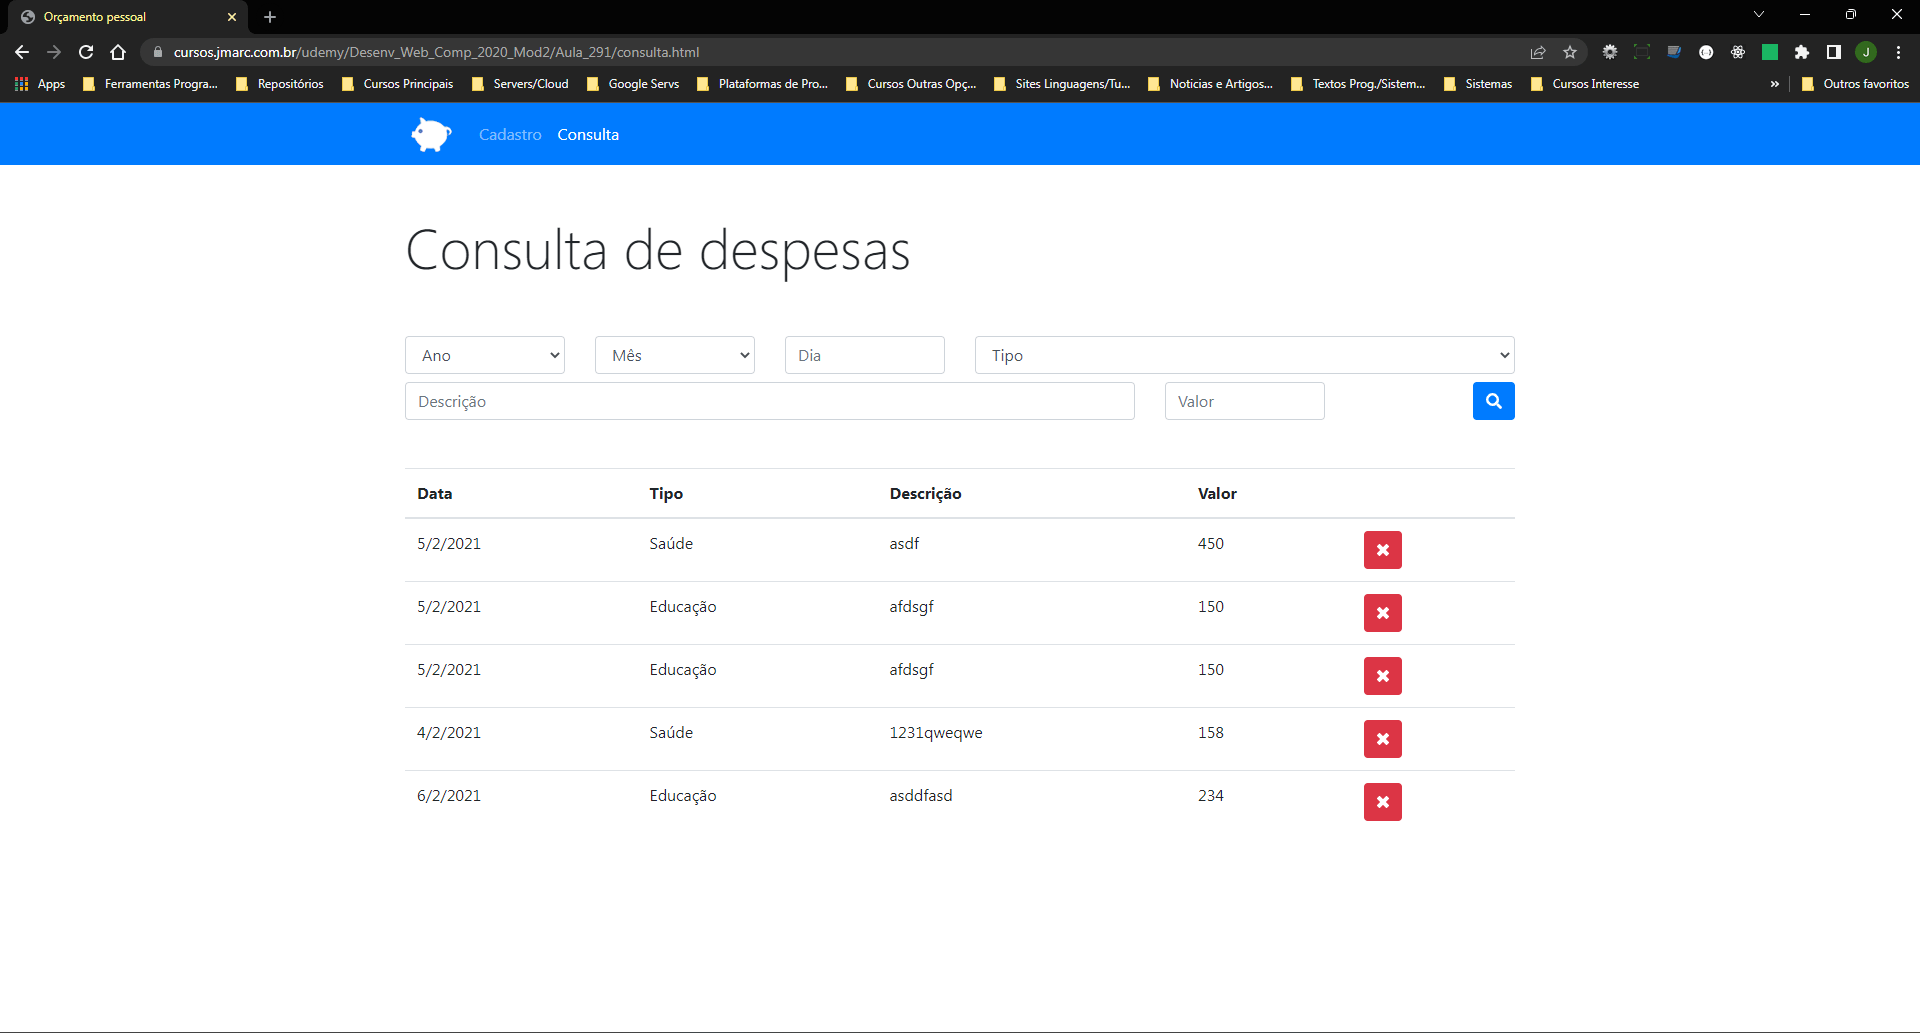 Orçamento pessoal
cursos.jmarc.com.br/udemy/Desenv_Web_Comp_2020_Mod2/Aula_291/consulta.html
J
Apps Ferramentas Progra... Repositórios Cursos Principais Servers/Cloud Google Servs Plataformas de Pro... Cursos Outras Opç... Sites Linguagens/Tu... Noticias e Artigos... Textos Prog./Sistem... Sistemas Cursos Interesse » Outros favoritos
Cadastro Consulta
Consulta de despesas
Ano Mês Dia Tipo
Descrição Valor
Data Tipo Descrição Valor
5/2/2021 Saúde asdf 450
5/2/2021 Educação afdsgf 150
5/2/2021 Educação afdsgf 150
4/2/2021 Saúde 1231qweqwe 158
6/2/2021 Educação asddfasd 234